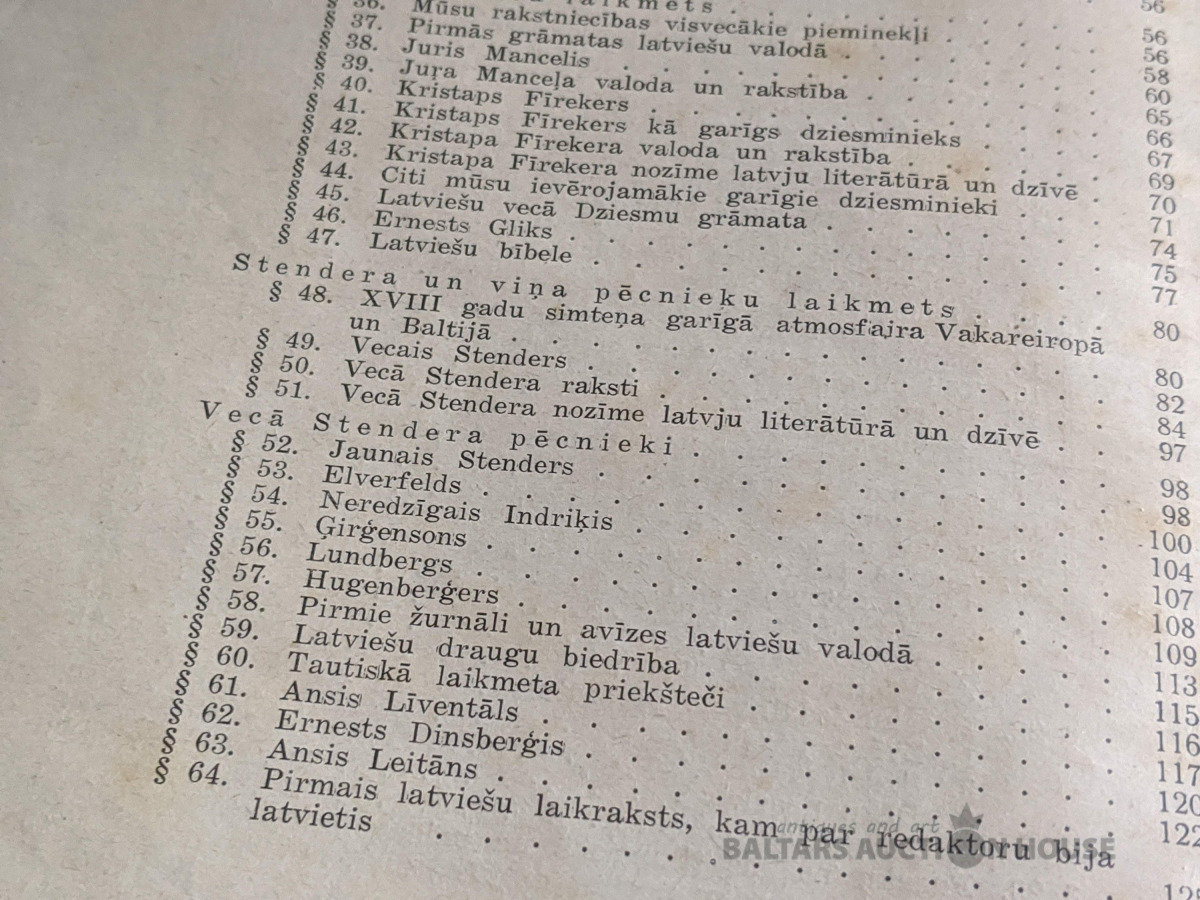 laikmets . . . . . 56
§ 36. Mūsu rakstniecības visvecākie pieminekļi . . . . 56
§ 37. Pirmās grāmatas latviešu valodā . . . . . . . 58
§ 38. Juris Mancelis . . . . . . . . . . . 60
§ 39. Juŗa Manceļa valoda un rakstība . . . . . . 65
§ 40. Kristaps Fīrekers . . . . . . . . . . 66
§ 41. Kristaps Fīrekers kā garīgs dziesminieks . . . . 67
§ 42. Kristapa Fīrekera valoda un rakstība . . . . . 69
§ 43. Kristapa Fīrekera nozīme latvju literātūrā un dzīvē . 70
§ 44. Citi mūsu ievērojamākie garīgie dziesminieki . . . 71
§ 45. Latviešu vecā Dziesmu grāmata . . . . . . . 74
§ 46. Ernests Gliks . . . . . . . . . . . 75
§ 47. Latviešu bībele . . . . . . . . . . . 77
Stendera un viņa pēcnieku laikmets . . . . 80
§ 48. XVIII gadu simteņa garīgā atmosfaira Vakareiropā
un Baltijā . . . . . . . . . . . . 80
§ 49. Vecais Stenders . . . . . . . . . . . 82
§ 50. Vecā Stendera raksti . . . . . . . . . 84
§ 51. Vecā Stendera nozīme latvju literātūrā un dzīvē . . 97
Vecā Stendera pēcnieki . . . . . . . . . 98
§ 52. Jaunais Stenders . . . . . . . . . . . 98
§ 53. Elverfelds . . . . . . . . . . . . . 100
§ 54. Neredzīgais Indriķis . . . . . . . . . . 104
§ 55. Ģirģensons . . . . . . . . . . . . . 107
§ 56. Lundbergs . . . . . . . . . . . . . 108
§ 57. Hugenberģers . . . . . . . . . . . . 109
§ 58. Pirmie žurnāli un avīzes latviešu valodā . . . . 113
§ 59. Latviešu draugu biedrība . . . . . . . . . 115
§ 60. Tautiskā laikmeta priekšteči . . . . . . . . 116
§ 61. Ansis Līventāls . . . . . . . . . . . 117
§ 62. Ernests Dinsberģis . . . . . . . . . . 120
§ 63. Ansis Leitāns . . . . . . . . . . . . 122
§ 64. Pirmais latviešu laikraksts, kam par redaktoru bija
latvietis . . . . . . . . . . . .
antiques and art
BALTARS AUCTION HOUSE